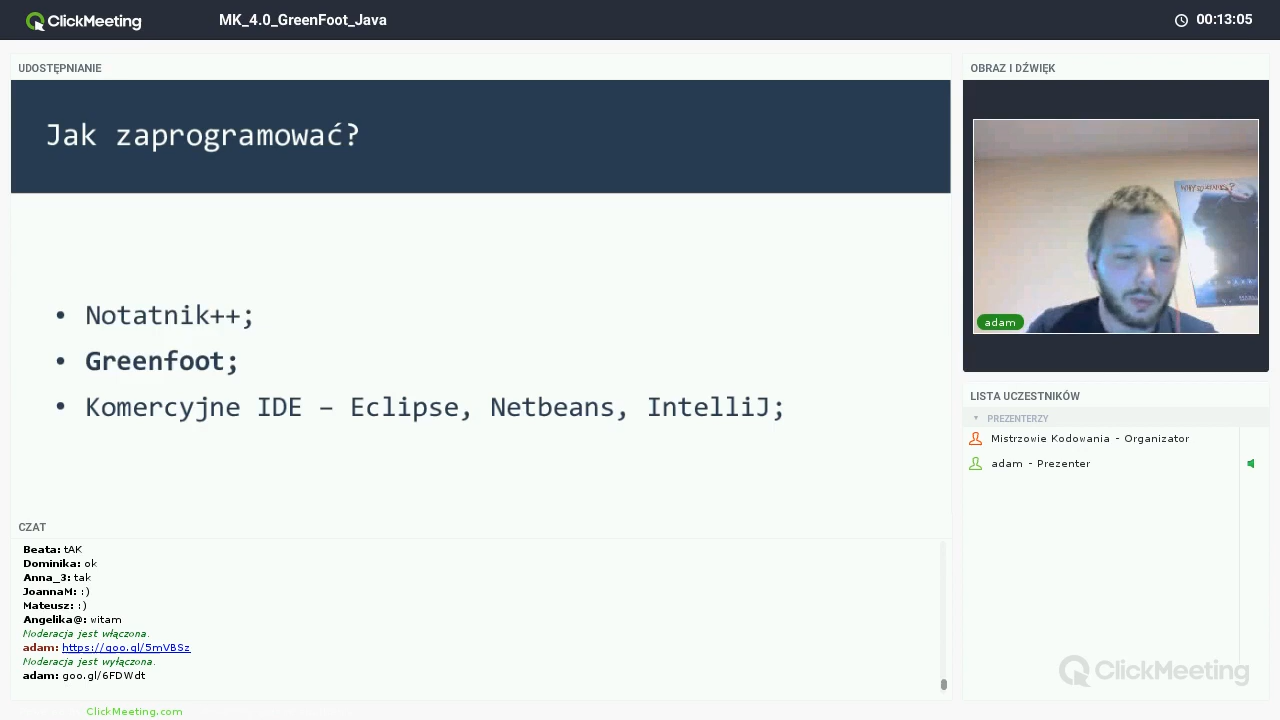 ClickMeeting
MK_4.0_GreenFoot_Java
00:13:05
UDOSTĘPNIANIE
Jak zaprogramować?
• Notatnik++;
• Greenfoot;
• Komercyjne IDE – Eclipse, Netbeans, IntelliJ;
CZAT
Beata: tAK
Dominika: ok
Anna_3: tak
JoannaM: :)
Mateusz: :)
Angelika@: witam
Moderacja jest włączona.
adam: https://goo.gl/5mVBSz
Moderacja jest wyłączona.
adam: goo.gl/6FDWdt
ClickMeeting.com
OBRAZ I DŹWIĘK
adam
LISTA UCZESTNIKÓW
PREZENTERZY
Mistrzowie Kodowania - Organizator
adam - Prezenter
ClickMeeting